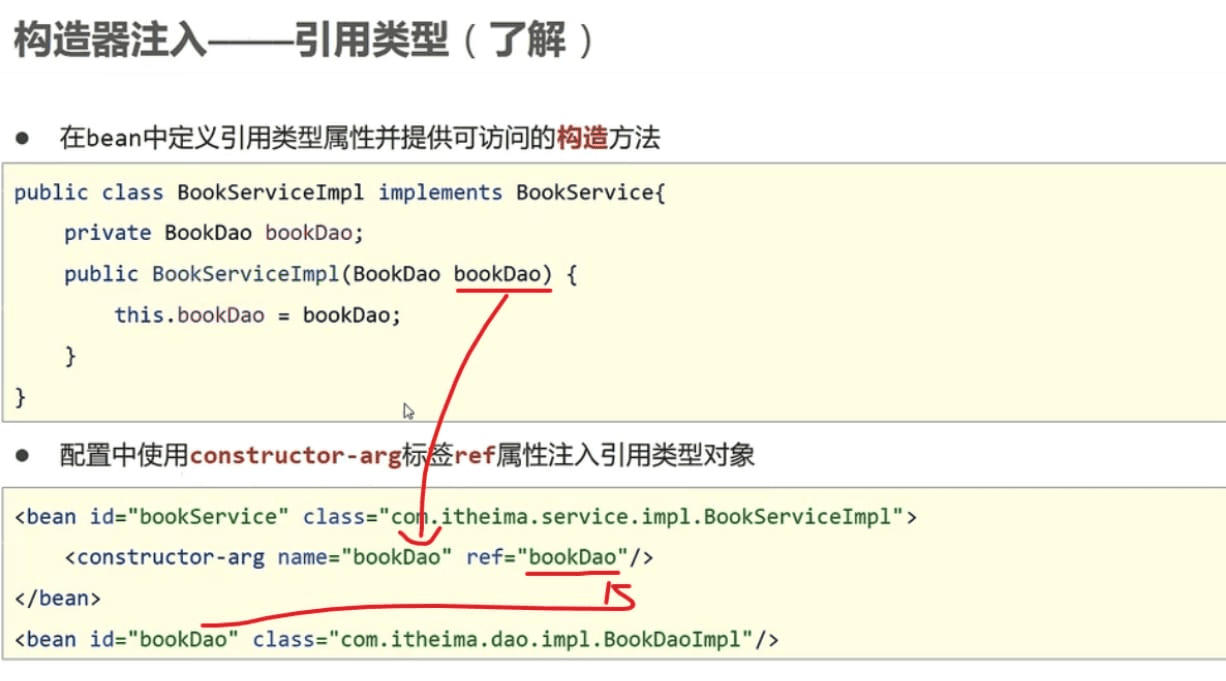 构造器注入——引用类型（了解）
● 在bean中定义引用类型属性并提供可访问的构造方法
public class BookServiceImpl implements BookService{
    private BookDao bookDao;
    public BookServiceImpl(BookDao bookDao) {
        this.bookDao = bookDao;
    }
}
● 配置中使用constructor-arg标签ref属性注入引用类型对象
<bean id="bookService" class="com.itheima.service.impl.BookServiceImpl">
    <constructor-arg name="bookDao" ref="bookDao"/>
</bean>
<bean id="bookDao" class="com.itheima.dao.impl.BookDaoImpl"/>